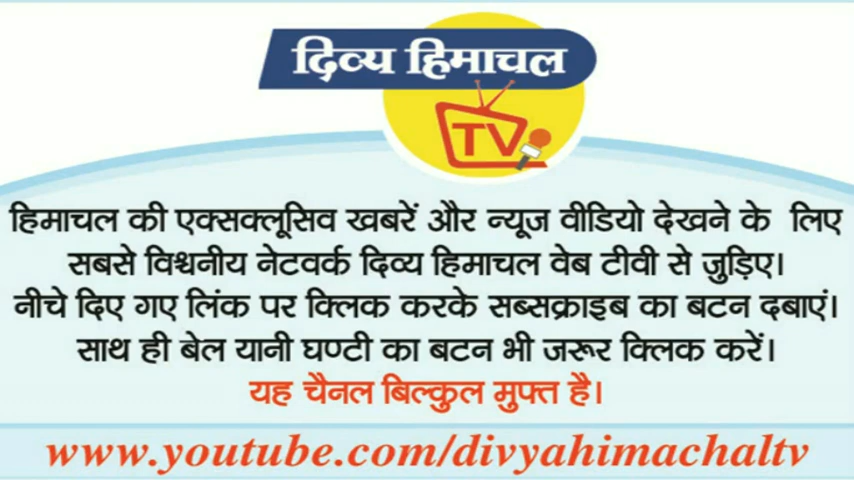 दिव्य हिमाचल
TV
हिमाचल की एक्सक्लूसिव खबरें और न्यूज वीडियो देखने के लिए
सबसे विश्वनीय नेटवर्क दिव्य हिमाचल वेब टीवी से जुड़िए।
नीचे दिए गए लिंक पर क्लिक करके सब्सक्राइब का बटन दबाएं।
साथ ही बेल यानी घण्टी का बटन भी जरूर क्लिक करें।
यह चैनल बिल्कुल मुफ्त है।
www.youtube.com/divyahimachaltv